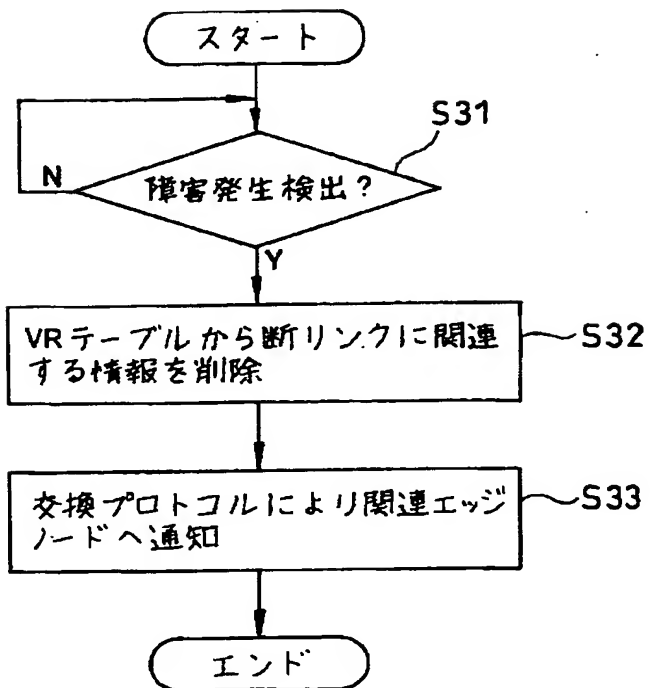 スタート
S31
N
障害発生検出?
Y
VRテーブルから断リンクに関連
する情報を削除
S32
交換プロトコルにより関連エッジ
ノードへ通知
S33
エンド